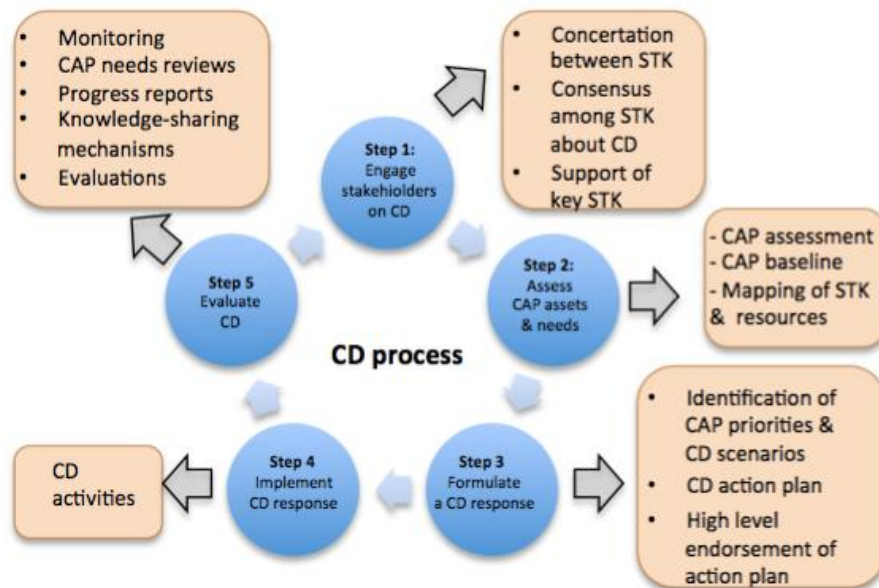 • Monitoring
• CAP needs reviews
• Progress reports
• Knowledge-sharing
mechanisms
• Evaluations
• Concertation
between STK
• Consensus
among STK
about CD
• Support of
key STK
Step 1:
Engage
stakeholders
on CD
Step 2:
Assess
CAP assets
& needs
- CAP assessment
- CAP baseline
- Mapping of STK
& resources
Step 5
Evaluate
CD
CD process
Step 3
Formulate
a CD response
• Identification of
CAP priorities &
CD scenarios
• CD action plan
• High level
endorsement of
action plan
Step 4
Implement
CD response
CD
activities